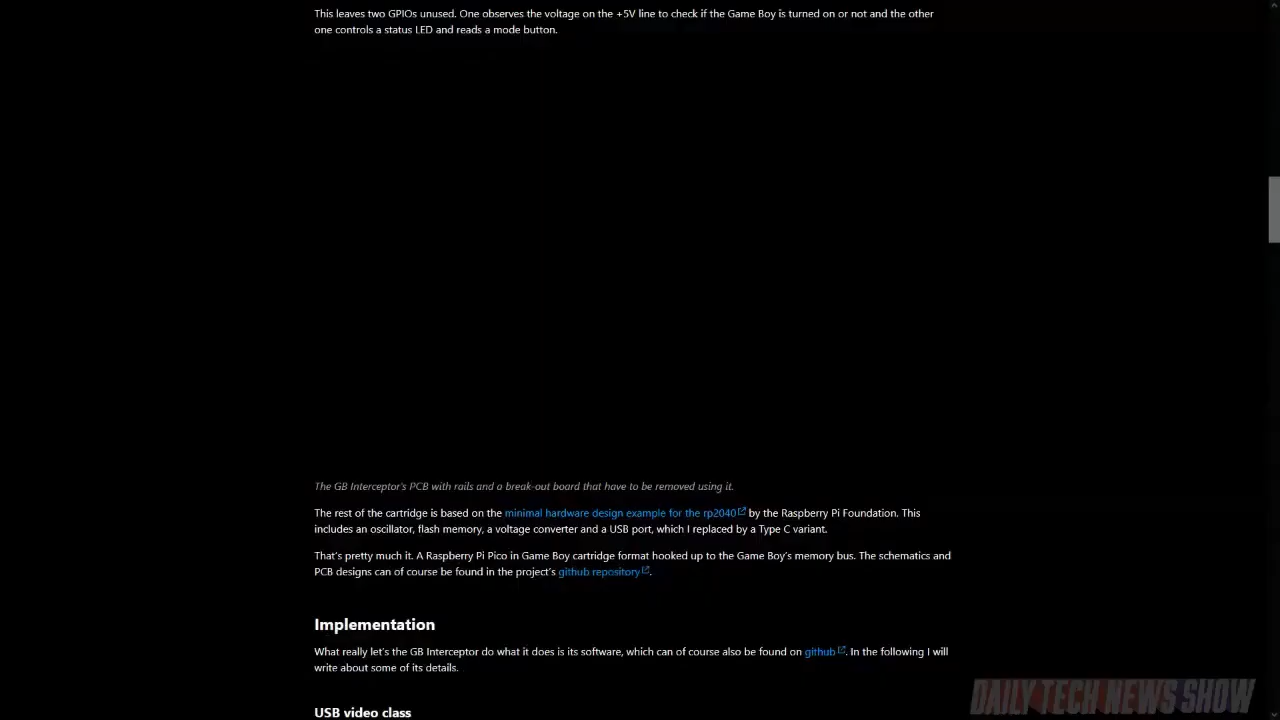 This leaves two GPIOs unused. One observes the voltage on the +5V line to check if the Game Boy is turned on or not and the other
one controls a status LED and reads a mode button.
The GB Interceptor's PCB with rails and a break-out board that have to be removed using it.
The rest of the cartridge is based on the minimal hardware design example for the rp2040 by the Raspberry Pi Foundation. This
includes an oscillator, flash memory, a voltage converter and a USB port, which I replaced by a Type C variant.
That's pretty much it. A Raspberry Pi Pico in Game Boy cartridge format hooked up to the Game Boy's memory bus. The schematics and
PCB designs can of course be found in the project's github repository.
Implementation
What really let's the GB Interceptor do what it does is its software, which can of course also be found on github. In the following I will
write about some of its details.
USB video class
DAILY TECH NEWS SHOW